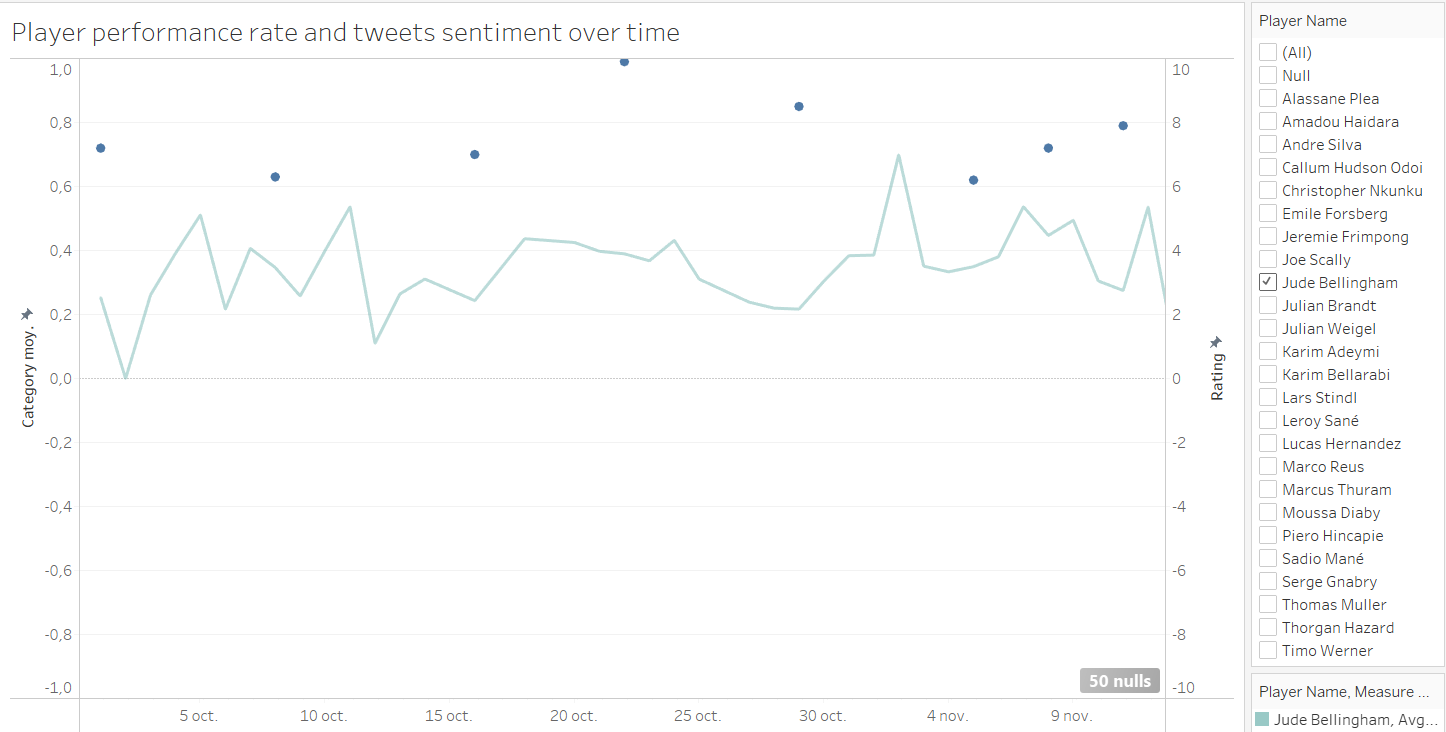 Player performance rate and tweets sentiment over time
1,0
0,8
0,6
0,4
0,2
0,0
-0,2
-0,4
-0,6
-0,8
-1,0
Category moy.
10
8
6
4
2
0
-2
-4
-6
-8
-10
Rating
50 nulls
5 oct.
10 oct.
15 oct.
20 oct.
25 oct.
30 oct.
4 nov.
9 nov.
Player Name
(All)
Null
Alassane Plea
Amadou Haidara
Andre Silva
Callum Hudson Odoi
Christopher Nkunku
Emile Forsberg
Jeremie Frimpong
Joe Scally
Jude Bellingham
Julian Brandt
Julian Weigel
Karim Adeymi
Karim Bellarabi
Lars Stindl
Leroy Sané
Lucas Hernandez
Marco Reus
Marcus Thuram
Moussa Diaby
Piero Hincapie
Sadio Mané
Serge Gnabry
Thomas Muller
Thorgan Hazard
Timo Werner
Player Name, Measure ...
Jude Bellingham, Avg...